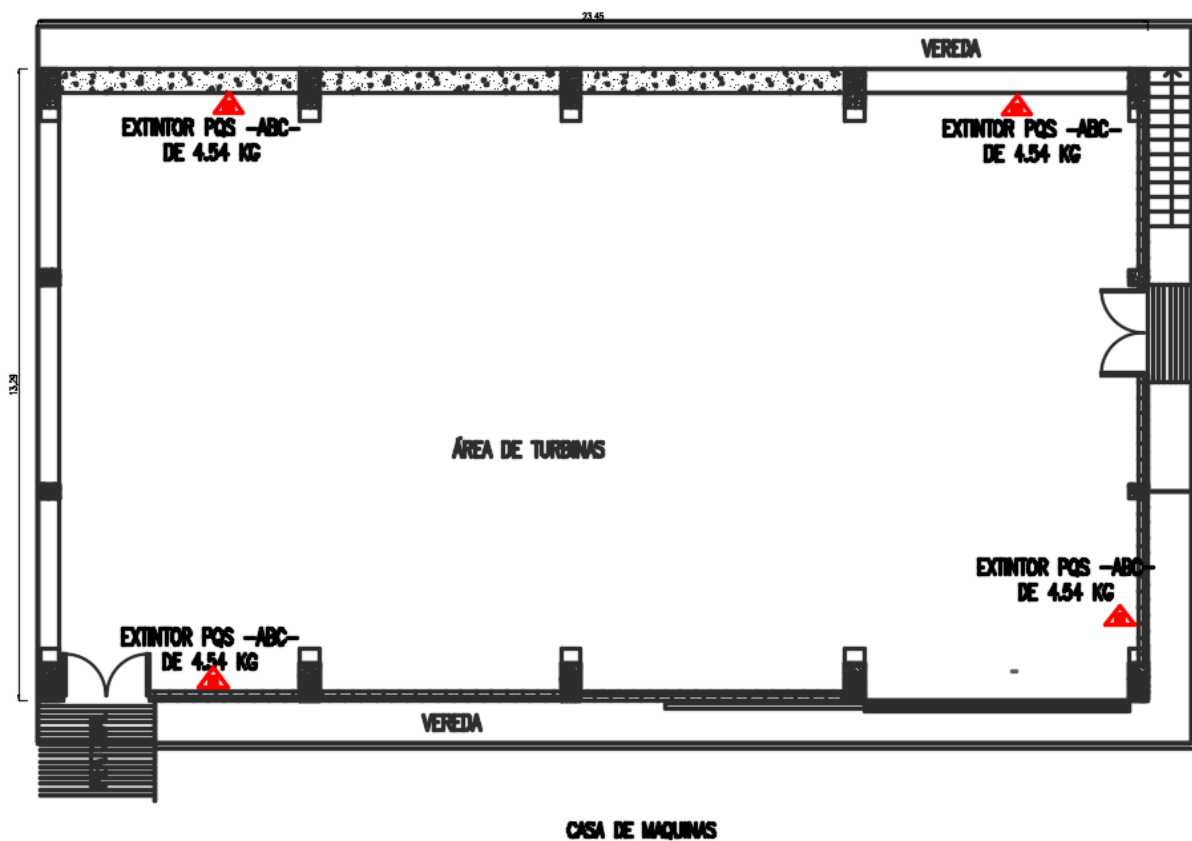 23.45
VEREDA
EXTINTOR PQS -ABC-
DE 4.54 KG
EXTINTOR PQS -ABC-
DE 4.54 KG
13.29
ÁREA DE TURBINAS
EXTINTOR PQS -ABC-
DE 4.54 KG
EXTINTOR PQS -ABC-
DE 4.54 KG
VEREDA
CASA DE MAQUINAS